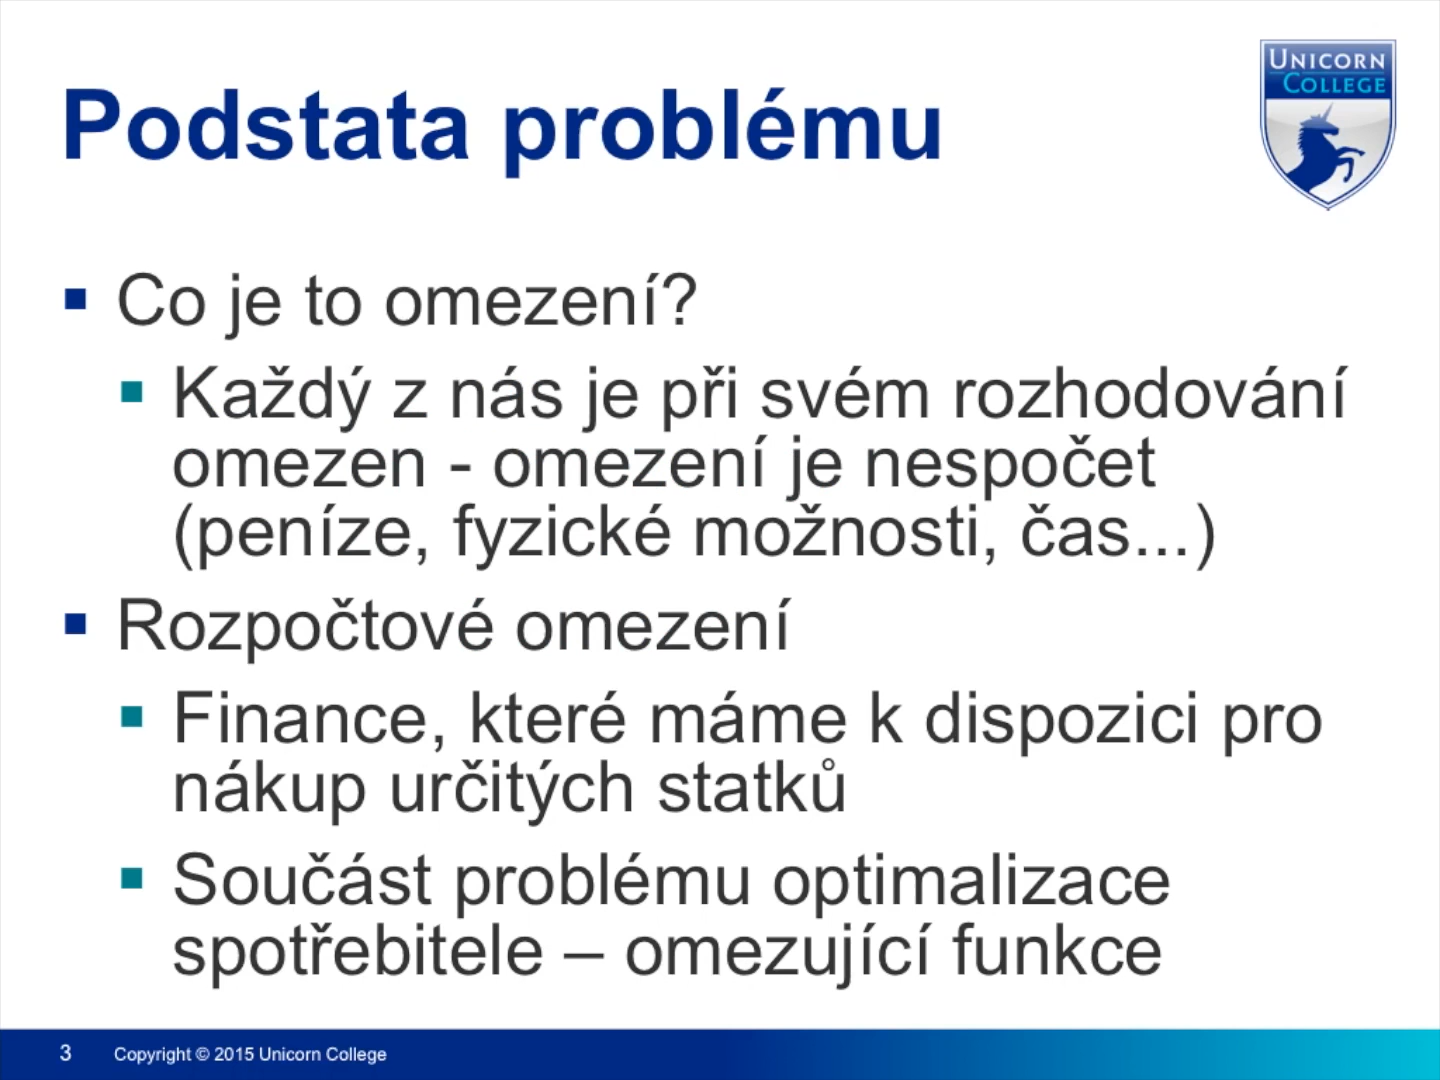 UNICORN
COLLEGE
Podstata problému
Co je to omezení?
Každý z nás je při svém rozhodování
omezen - omezení je nespočet
(peníze, fyzické možnosti, čas...)
Rozpočtové omezení
Finance, které máme k dispozici pro
nákup určitých statků
Součást problému optimalizace
spotřebitele – omezující funkce
3 Copyright © 2015 Unicorn College